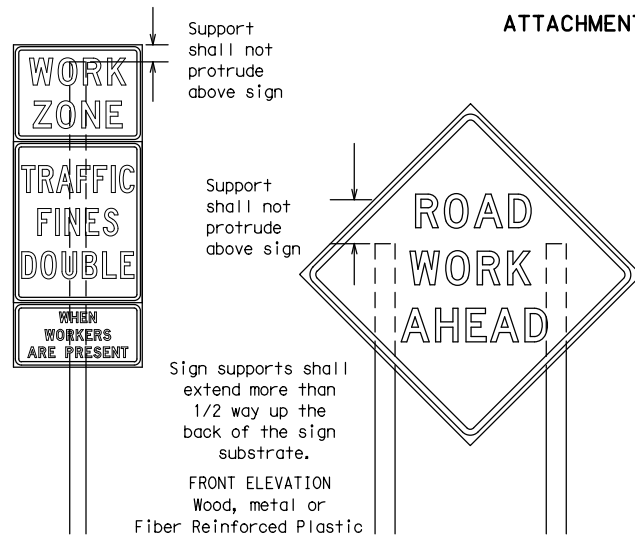 ATTACHMENT
Support
shall not
protrude
above sign
WORK
ZONE
TRAFFIC
FINES
DOUBLE
WHEN
WORKERS
ARE PRESENT
Support
shall not
protrude
above sign
ROAD
WORK
AHEAD
Sign supports shall
extend more than
1/2 way up the
back of the sign
substrate.
FRONT ELEVATION
Wood, metal or
Fiber Reinforced Plastic